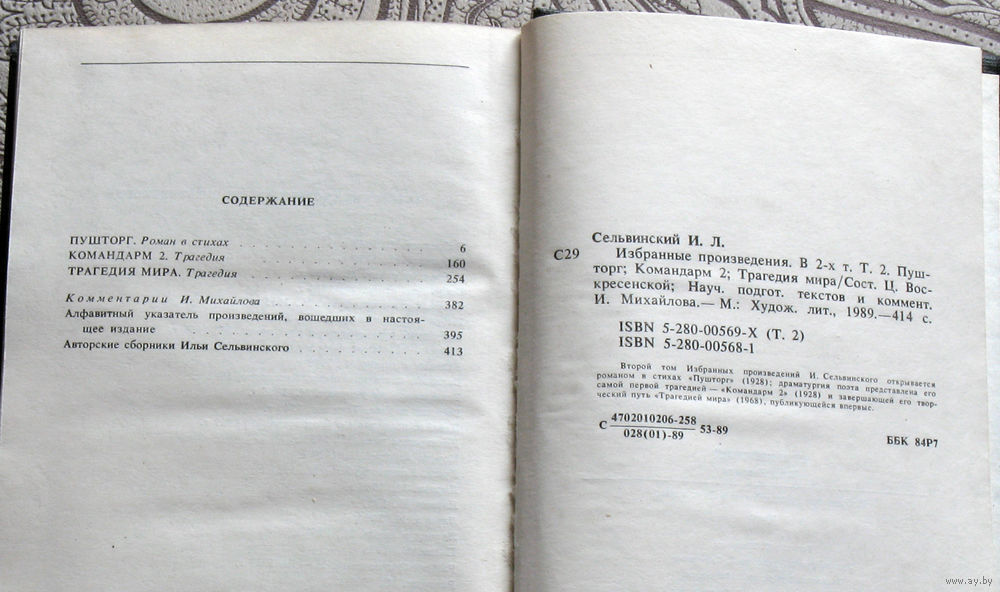 СОДЕРЖАНИЕ
ПУШТОРГ. Роман в стихах . . . . . . . . . . 6
КОМАНДАРМ 2. Трагедия . . . . . . . . . . 160
ТРАГЕДИЯ МИРА. Трагедия . . . . . . . . . . 254
Комментарии И. Михайлова . . . . . . . . . . 382
Алфавитный указатель произведений, вошедших в настоя-
щее издание . . . . . . . . . . 395
Авторские сборники Ильи Сельвинского . . . . . . . . . . 413
Сельвинский И. Л.
С29 Избранные произведения. В 2-х т. Т. 2. Пуш-
торг; Командарм 2; Трагедия мира/Сост. Ц. Вос-
кресенской; Науч. подгот. текстов и коммент.
И. Михайлова.— М.: Худож. лит., 1989.—414 с.
ISBN 5-280-00569-X (Т. 2)
ISBN 5-280-00568-1
Второй том Избранных произведений И. Сельвинского открывается
романом в стихах «Пушторг» (1928); драматургия поэта представлена его
самой первой трагедией — «Командарм 2» (1928) и завершающей его твор-
ческий путь «Трагедией мира» (1968), публикующейся впервые.
С 4702010206-258 53-89
028(01)-89
ББК 84Р7
www.ay.by